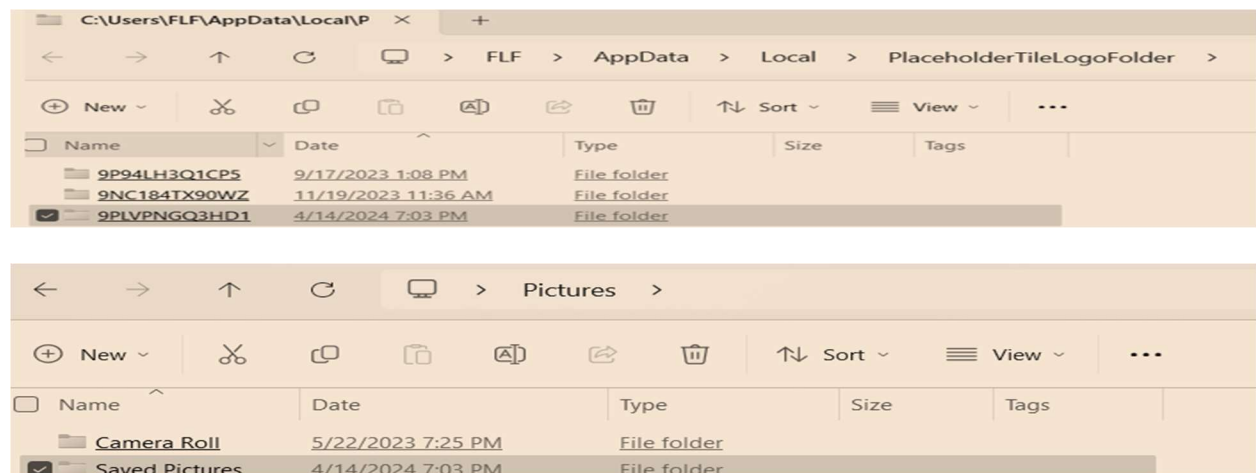 C:\Users\FLF\AppData\Local\P
FLF > AppData > Local > PlaceholderTileLogoFolder >
New Sort View
Name Date Type Size Tags
9P94LH3Q1CP5 9/17/2023 1:08 PM File folder
9NC184TX90WZ 11/19/2023 11:36 AM File folder
9PLVPNGQ3HD1 4/14/2024 7:03 PM File folder
> Pictures >
New Sort View
Name Date Type Size Tags
Camera Roll 5/22/2023 7:25 PM File folder
Saved Pictures 4/14/2024 7:03 PM File folder